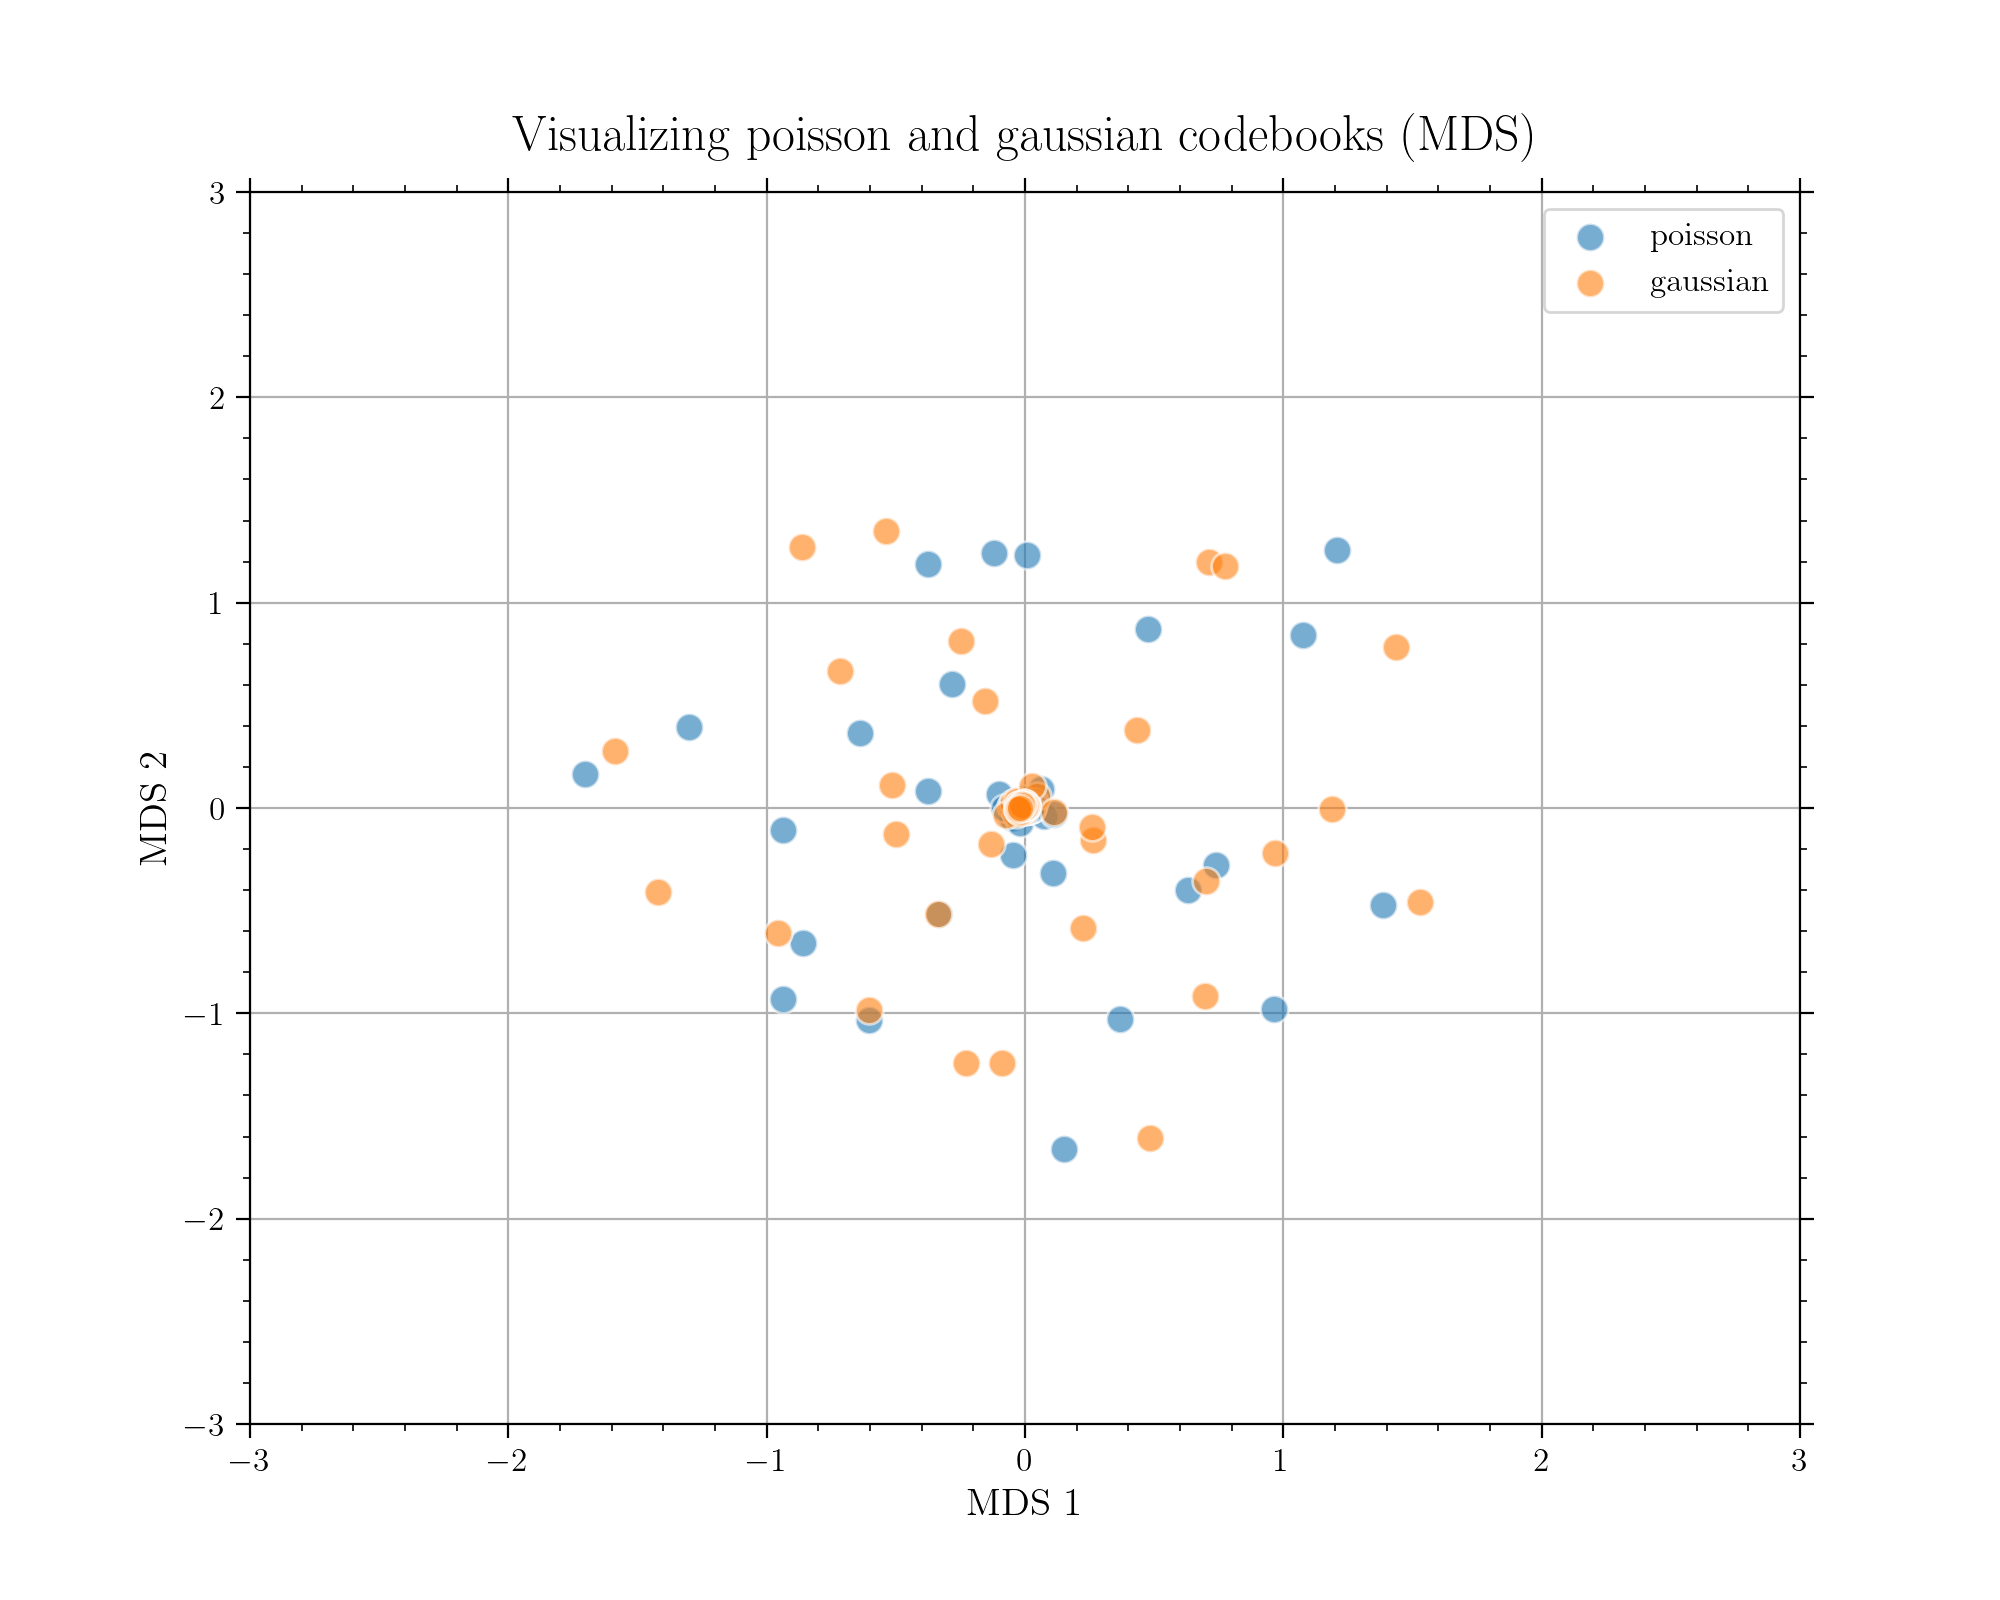 Visualizing poisson and gaussian codebooks (MDS)
poisson
gaussian
3
2
1
0
−1
−2
−3
MDS 2
−3
−2
−1
0
1
2
3
MDS 1